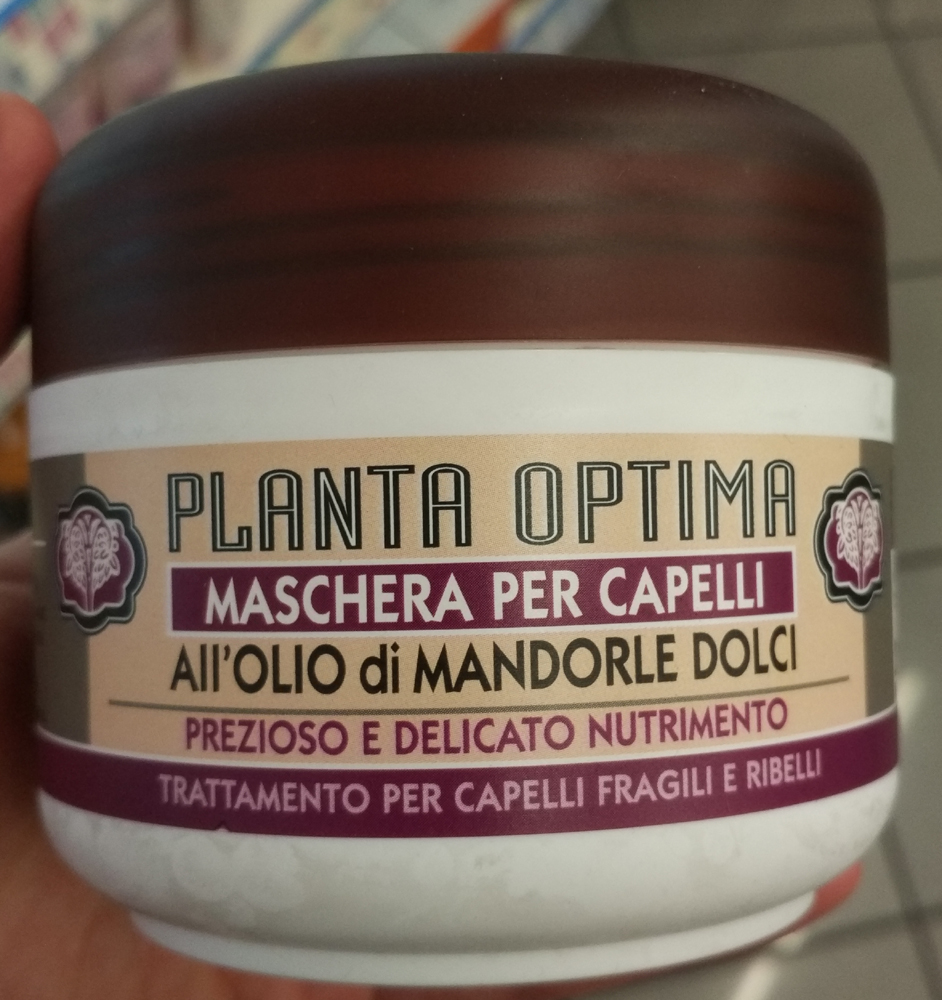 PLANTA OPTIMA
MASCHERA PER CAPELLI
All'OLIO di MANDORLE DOLCI
PREZIOSO E DELICATO NUTRIMENTO
TRATTAMENTO PER CAPELLI FRAGILI E RIBELLI